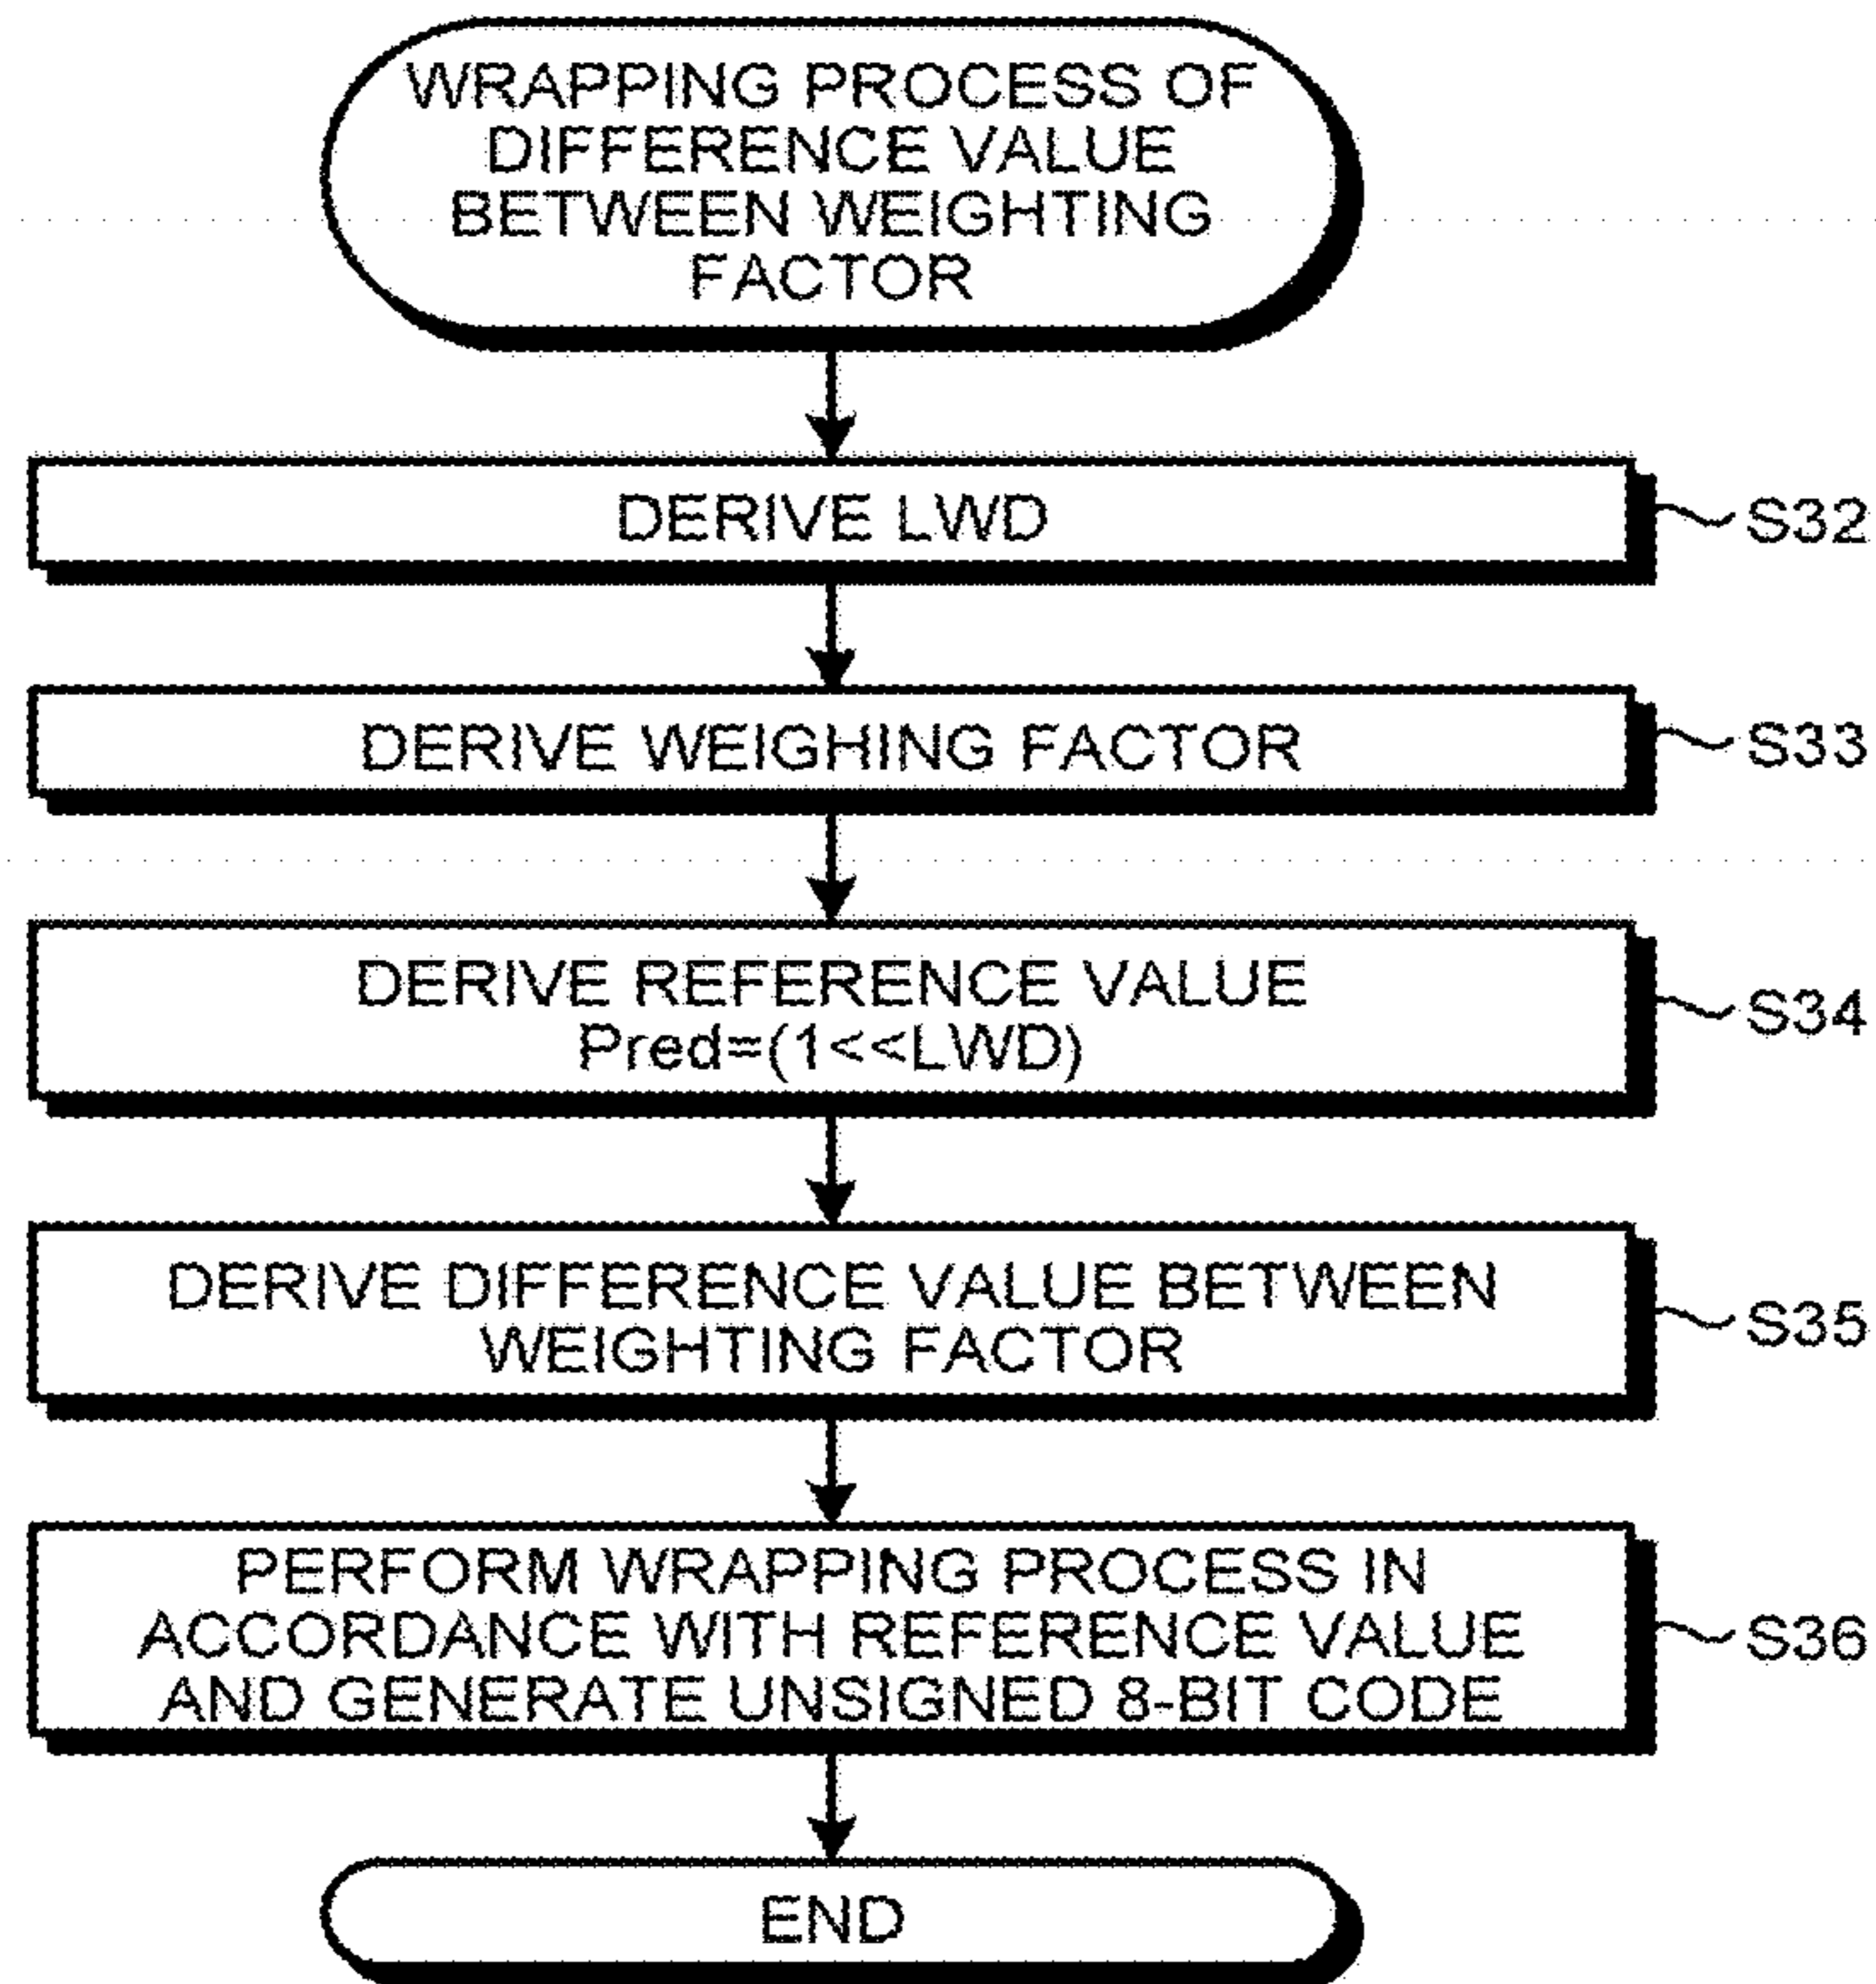 WRAPPING PROCESS OF
DIFFERENCE VALUE
BETWEEN WEIGHTING
FACTOR
DERIVE LWD
S32
DERIVE WEIGHING FACTOR
S33
DERIVE REFERENCE VALUE
Pred=(1<<LWD)
S34
DERIVE DIFFERENCE VALUE BETWEEN
WEIGHTING FACTOR
S35
PERFORM WRAPPING PROCESS IN
ACCORDANCE WITH REFERENCE VALUE
AND GENERATE UNSIGNED 8-BIT CODE
S36
END